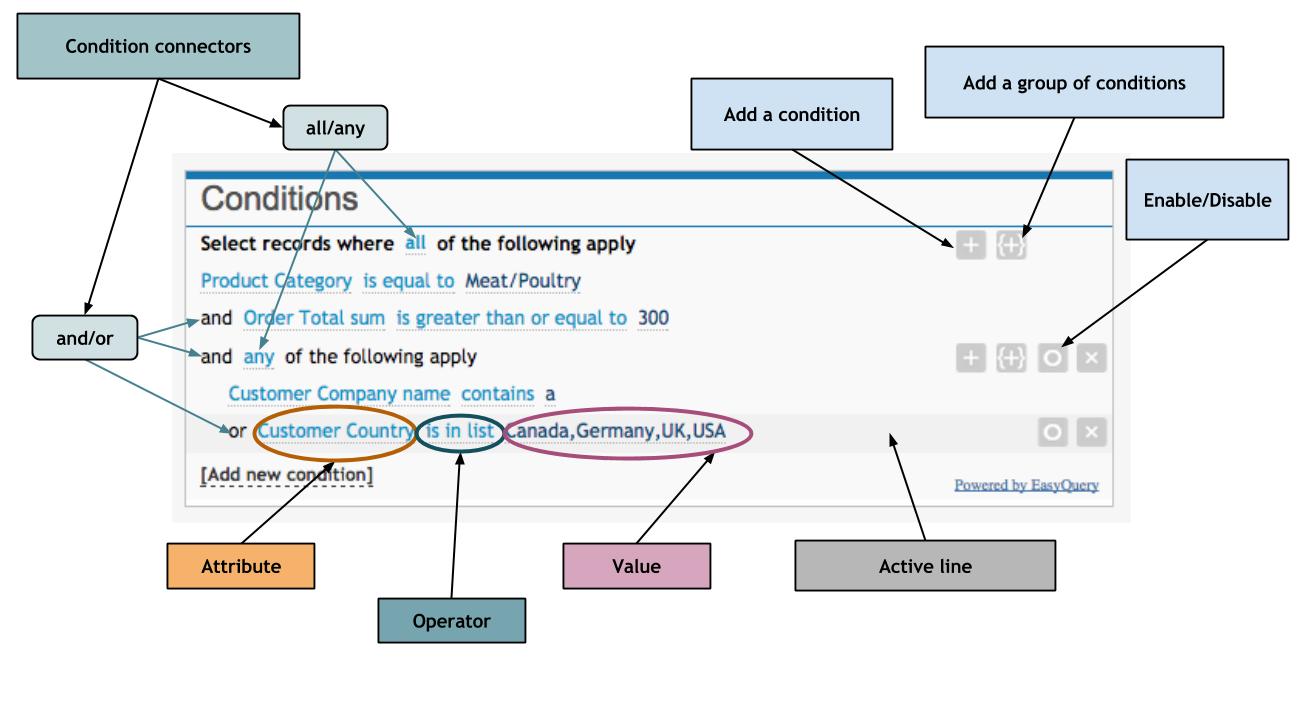 Condition connectors
all/any
Add a condition
Add a group of conditions
Enable/Disable
and/or
Conditions
Select records where all of the following apply
Product Category is equal to Meat/Poultry
and Order Total sum is greater than or equal to 300
and any of the following apply
Customer Company name contains a
or Customer Country is in list Canada,Germany,UK,USA
[Add new condition]
Powered by EasyQuery
Attribute
Operator
Value
Active line